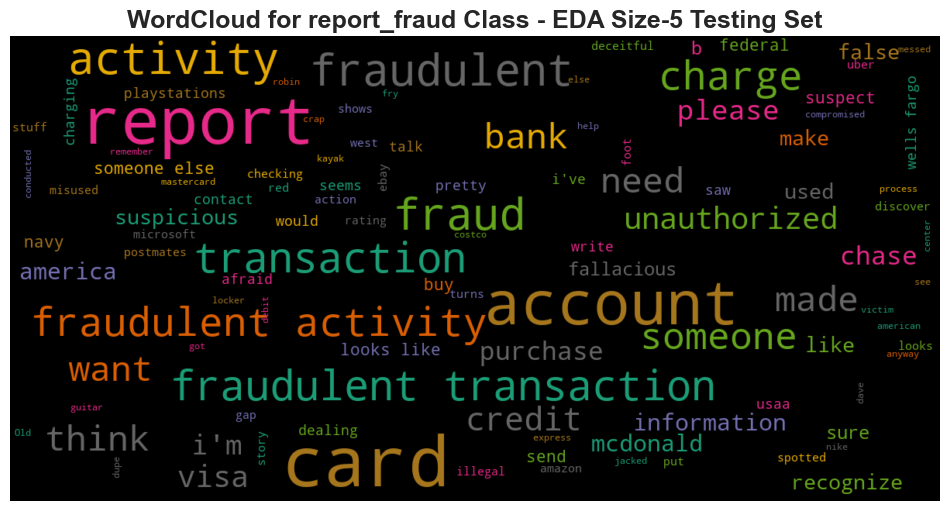 WordCloud for report_fraud Class - EDA Size-5 Testing Set
deceitful
b
federal
false
messed
activity
fraudulent
else
charge
uber
robin
playstations
fry
please
suspect
compromised
wells fargo
charging
report
crap
shows
bank
help
make
stuff
remember
west
talk
foot
conducted
someone else
mastercard
kayak
checking
red
seems
ebay
pretty
i've
need
saw
used
process
misused
contact
action
discover
suspicious
would
rating
fraud
unauthorized
center
navy
microsoft
costco
write
postmates
transaction
chase
america
afraid
buy
turns
fallacious
see
locker
debit
account
made
victim
fraudulent activity
american
got
looks like
purchase
someone
like
looks
anyway
want
fraudulent transaction
dave
guitar
gap
credit
usaa
information
Old
story
dealing
express
mcdonald
sure
nike
think
i'm
card
send
jacked
put
spotted
dupe
visa
illegal
amazon
recognize